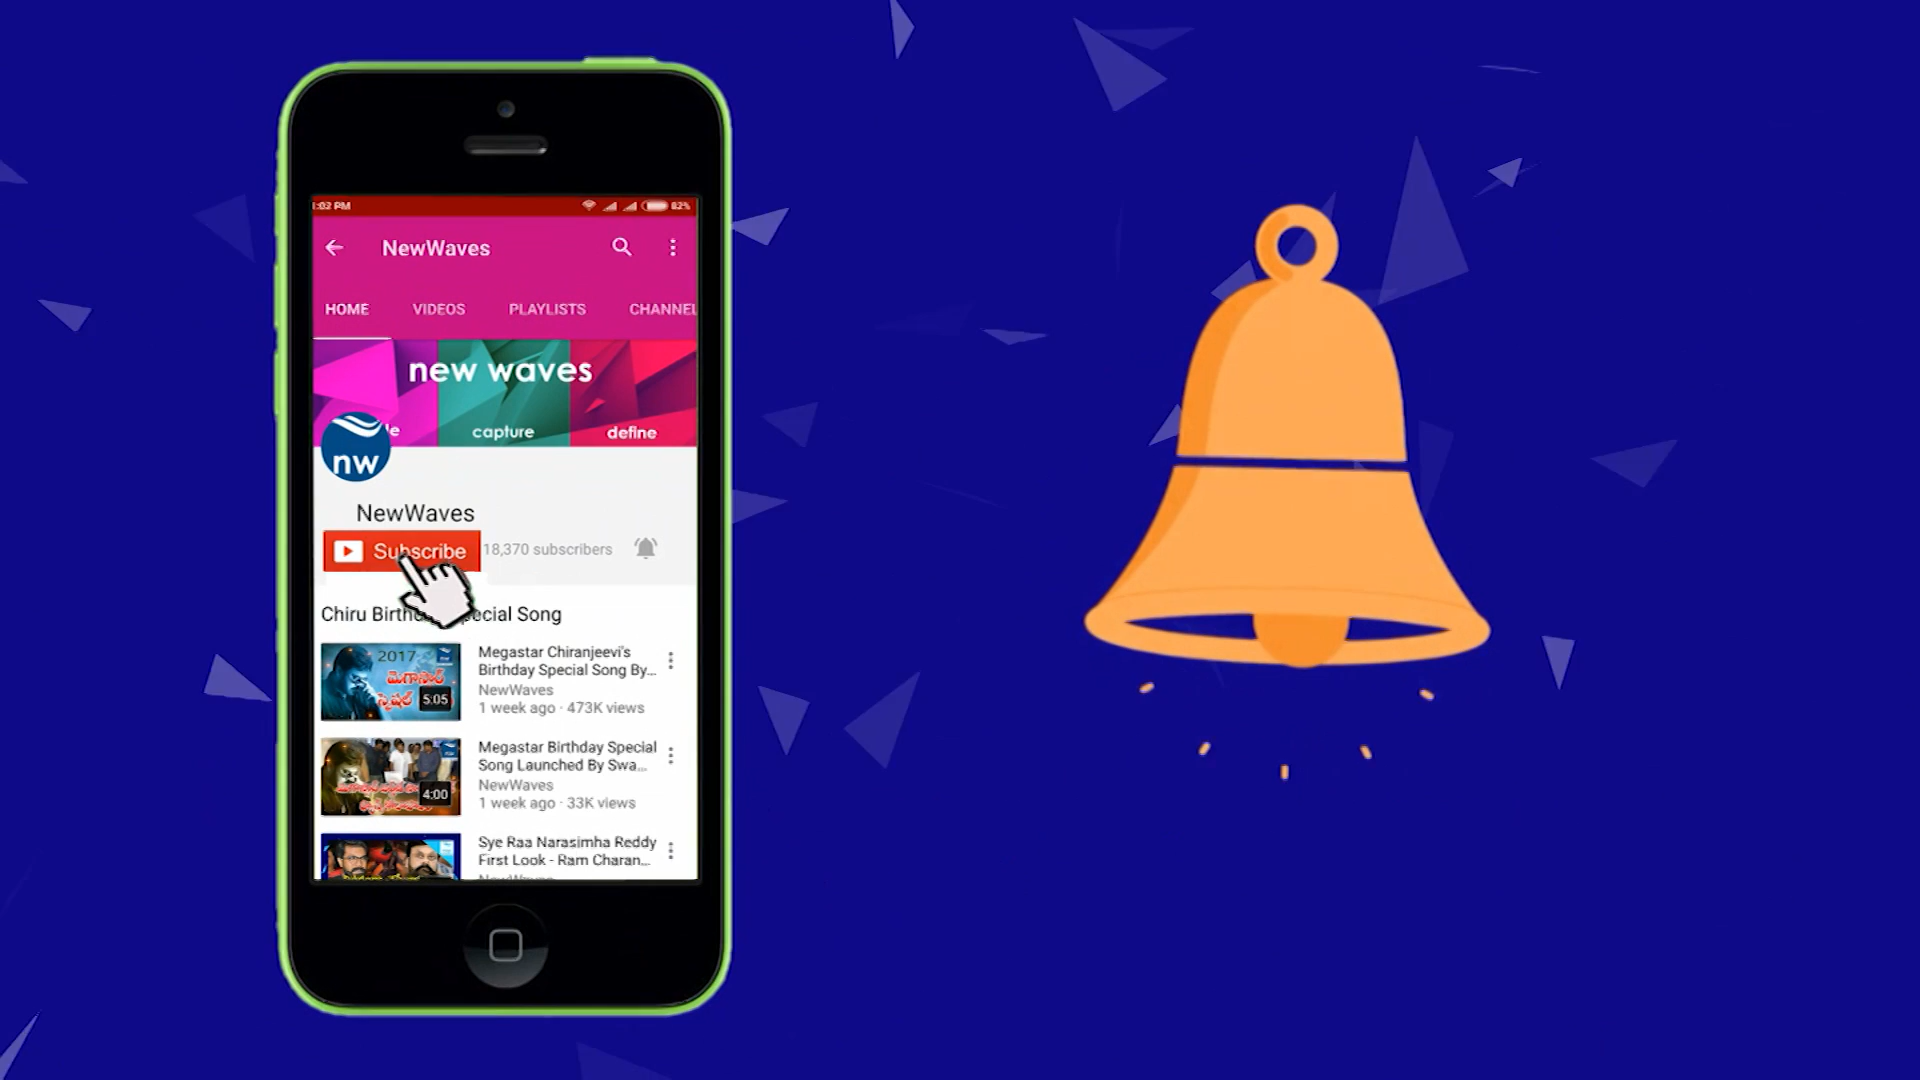 1:02 PM 82%
NewWaves
HOME VIDEOS PLAYLISTS CHANNEL
new waves
capture define
nw
NewWaves
Subscribe 18,370 subscribers
Chiru Birth ecial Song
2017
మెగాస్టార్
స్పెషల్
5:05
Megastar Chiranjeevi's
Birthday Special Song By...
NewWaves
1 week ago · 473K views
4:00
Megastar Birthday Special
Song Launched By Swa...
NewWaves
1 week ago · 33K views
Sye Raa Narasimha Reddy
First Look - Ram Charan...
NewWaves